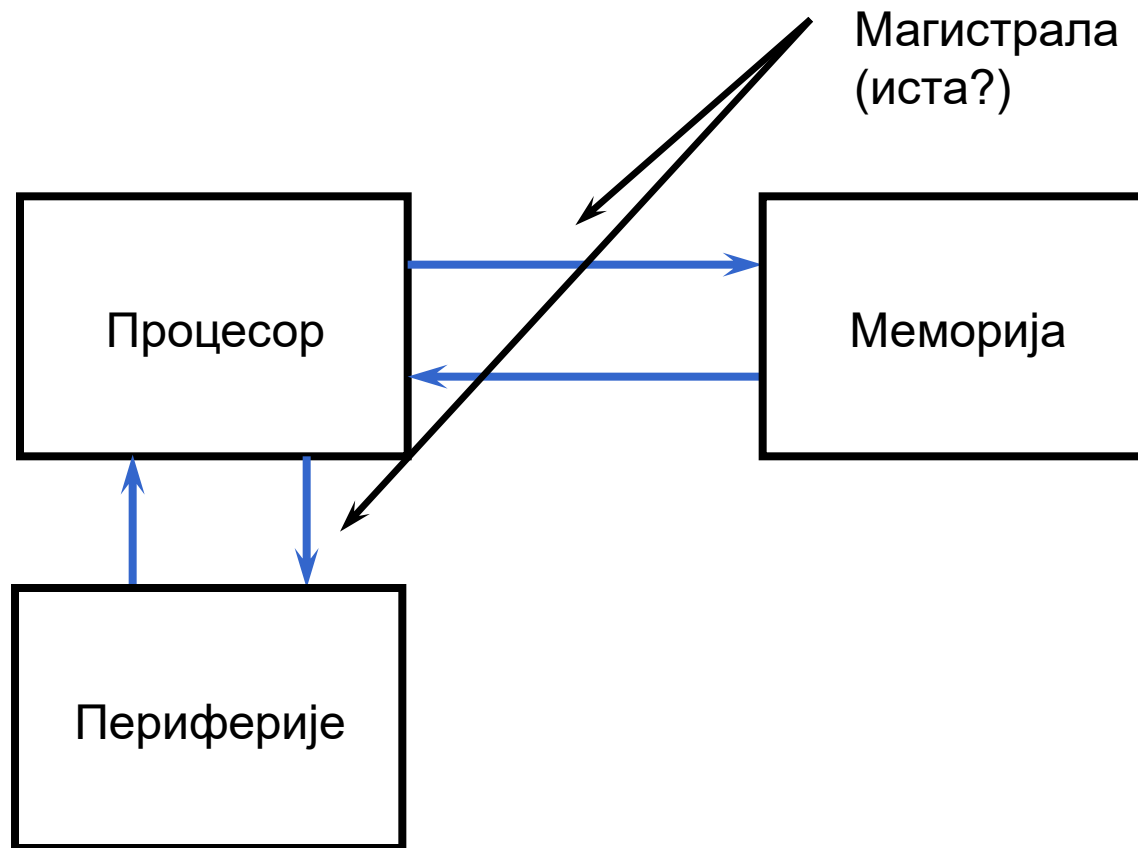 Магистрала
(иста?)
Процесор
Меморија
Периферије